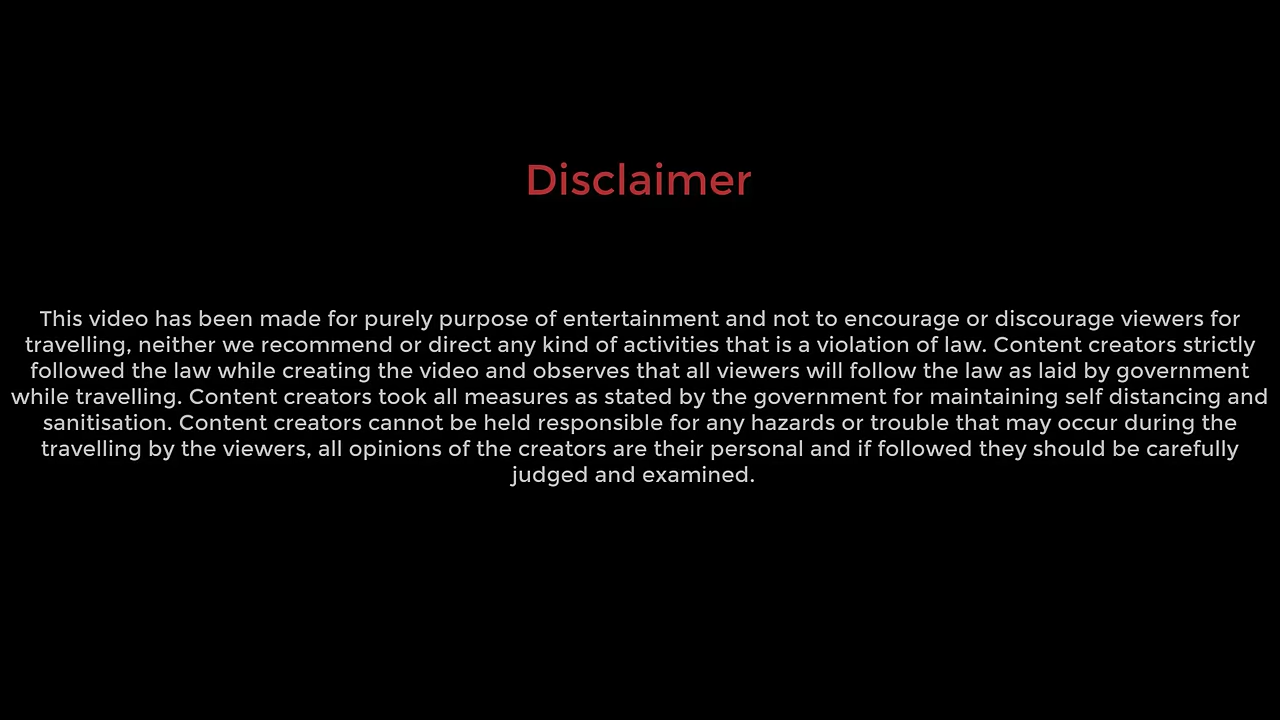 Disclaimer
This video has been made for purely purpose of entertainment and not to encourage or discourage viewers for
travelling, neither we recommend or direct any kind of activities that is a violation of law. Content creators strictly
followed the law while creating the video and observes that all viewers will follow the law as laid by government
while travelling. Content creators took all measures as stated by the government for maintaining self distancing and
sanitisation. Content creators cannot be held responsible for any hazards or trouble that may occur during the
travelling by the viewers, all opinions of the creators are their personal and if followed they should be carefully
judged and examined.